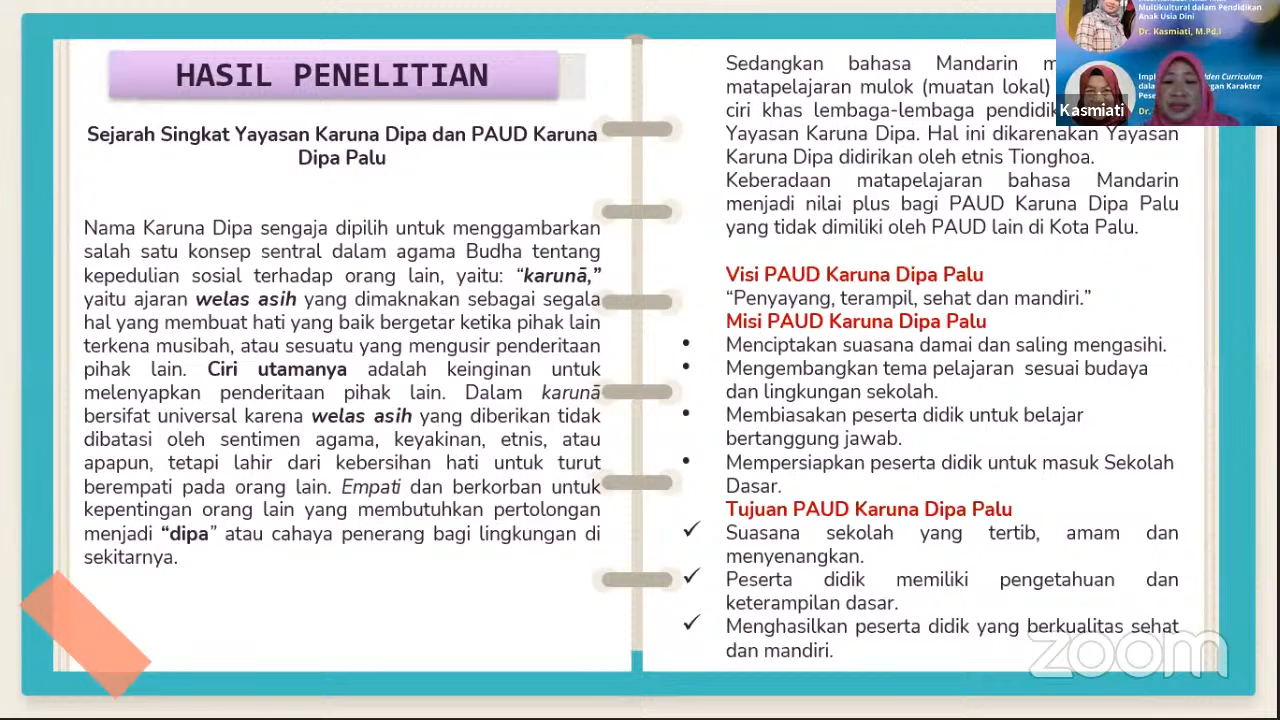 HASIL PENELITIAN
Sejarah Singkat Yayasan Karuna Dipa dan PAUD Karuna
Dipa Palu
Nama Karuna Dipa sengaja dipilih untuk menggambarkan
salah satu konsep sentral dalam agama Budha tentang
kepedulian sosial terhadap orang lain, yaitu: “karunā,”
yaitu ajaran welas asih yang dimaknakan sebagai segala
hal yang membuat hati yang baik bergetar ketika pihak lain
terkena musibah, atau sesuatu yang mengusir penderitaan
pihak lain. Ciri utamanya adalah keinginan untuk
melenyapkan penderitaan pihak lain. Dalam karunā
bersifat universal karena welas asih yang diberikan tidak
dibatasi oleh sentimen agama, keyakinan, etnis, atau
apapun, tetapi lahir dari kebersihan hati untuk turut
berempati pada orang lain. Empati dan berkorban untuk
kepentingan orang lain yang membutuhkan pertolongan
menjadi “dipa” atau cahaya penerang bagi lingkungan di
sekitarnya.
Sedangkan bahasa Mandarin
matapelajaran mulok (muatan lokal)
ciri khas lembaga-lembaga
Yayasan Karuna Dipa. Hal ini dikarenakan Yayasan
Karuna Dipa didirikan oleh etnis Tionghoa.
Keberadaan matapelajaran bahasa Mandarin
menjadi nilai plus bagi PAUD Karuna Dipa Palu
yang tidak dimiliki oleh PAUD lain di Kota Palu.
Visi PAUD Karuna Dipa Palu
“Penyayang, terampil, sehat dan mandiri.”
Misi PAUD Karuna Dipa Palu
• Menciptakan suasana damai dan saling mengasihi.
• Mengembangkan tema pelajaran sesuai budaya
dan lingkungan sekolah.
• Membiasakan peserta didik untuk belajar
bertanggung jawab.
• Mempersiapkan peserta didik untuk masuk Sekolah
Dasar.
Tujuan PAUD Karuna Dipa Palu
✓ Suasana sekolah yang tertib, amam dan
menyenangkan.
✓ Peserta didik memiliki pengetahuan dan
keterampilan dasar.
✓ Menghasilkan peserta didik yang berkualitas sehat
dan mandiri.
Multikultural dalam Pendidikan
Anak Usia Dini
Dr. Kasmiati, M.Pd.I
Curriculum
Karakter
Kasmiati
zoom